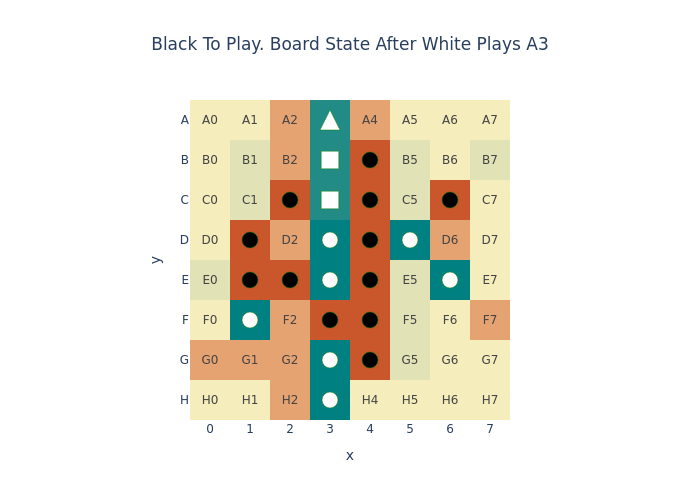 Black To Play. Board State After White Plays A3
A A0 A1 A2 A4 A5 A6 A7
B B0 B1 B2 B5 B6 B7
C C0 C1 C5 C7
D D0 D2 D6 D7
E E0 E5 E7
F F0 F2 F5 F6 F7
G G0 G1 G2 G5 G6 G7
H H0 H1 H2 H4 H5 H6 H7
0 1 2 3 4 5 6 7
x
y